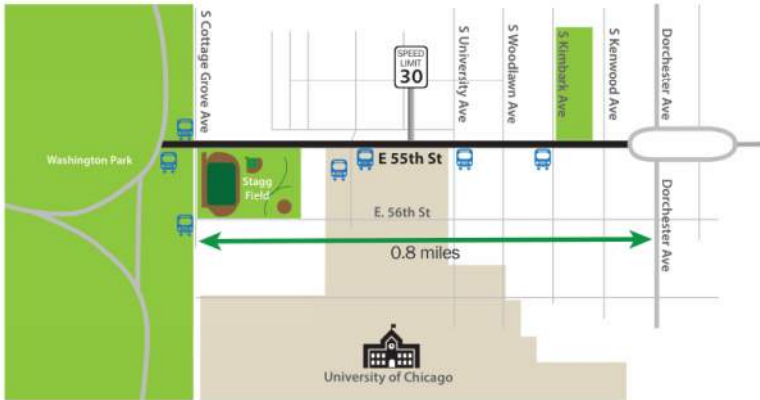 S Cottage Grove Ave
SPEED
LIMIT
30
S University Ave
S Woodlawn Ave
S Kimbark Ave
S Kenwood Ave
Dorchester Ave
Washington Park
E 55th St
Stagg
Field
E. 56th St
Dorchester Ave
0.8 miles
University of Chicago